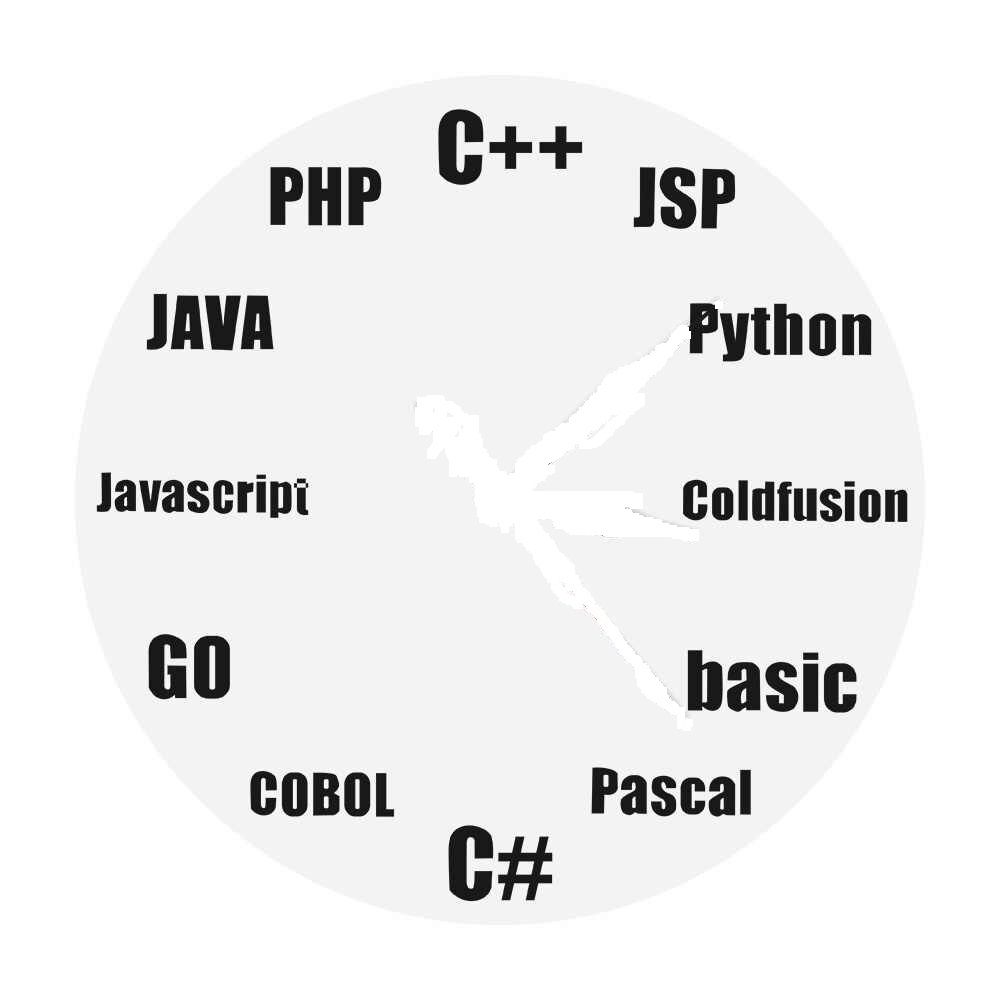 C++
PHP
JSP
JAVA
Python
Javascript
Coldfusion
GO
basic
COBOL
Pascal
C#